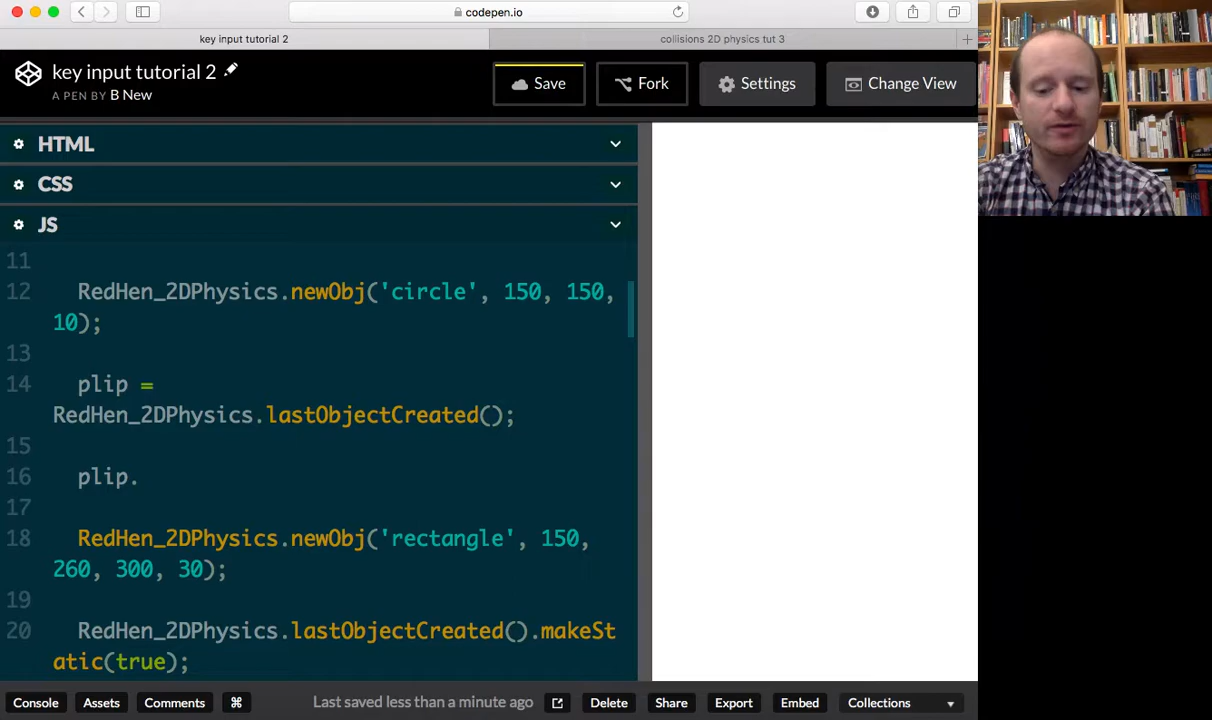 codepen.io
key input tutorial 2
collisions 2D physics tut 3
key input tutorial 2
A PEN BY B New
Save
Fork
Settings
Change View
HTML
CSS
JS
11
12 RedHen_2DPhysics.newObj('circle', 150, 150,
10);
13
14 plip =
RedHen_2DPhysics.lastObjectCreated();
15
16 plip.
17
18 RedHen_2DPhysics.newObj('rectangle', 150,
260, 300, 30);
19
20 RedHen_2DPhysics.lastObjectCreated().makeSt
atic(true);
Console
Assets
Comments
⌘
Last saved less than a minute ago
Delete
Share
Export
Embed
Collections